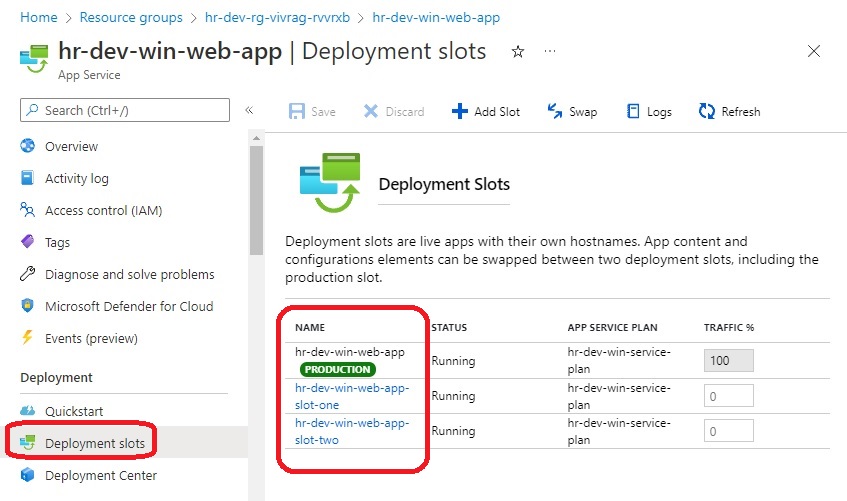 Home > Resource groups > hr-dev-rg-vivrag-rvvrxb > hr-dev-win-web-app
hr-dev-win-web-app | Deployment slots
App Service
Search (Ctrl+/)
Overview
Activity log
Access control (IAM)
Tags
Diagnose and solve problems
Microsoft Defender for Cloud
Events (preview)
Deployment
Quickstart
Deployment slots
Deployment Center
Save Discard Add Slot Swap Logs Refresh
Deployment Slots
Deployment slots are live apps with their own hostnames. App content and
configurations elements can be swapped between two deployment slots, including the
production slot.
NAME STATUS APP SERVICE PLAN TRAFFIC %
hr-dev-win-web-app Running hr-dev-win-service- 100
PRODUCTION plan
hr-dev-win-web-app- Running hr-dev-win-service- 0
slot-one plan
hr-dev-win-web-app- Running hr-dev-win-service- 0
slot-two plan